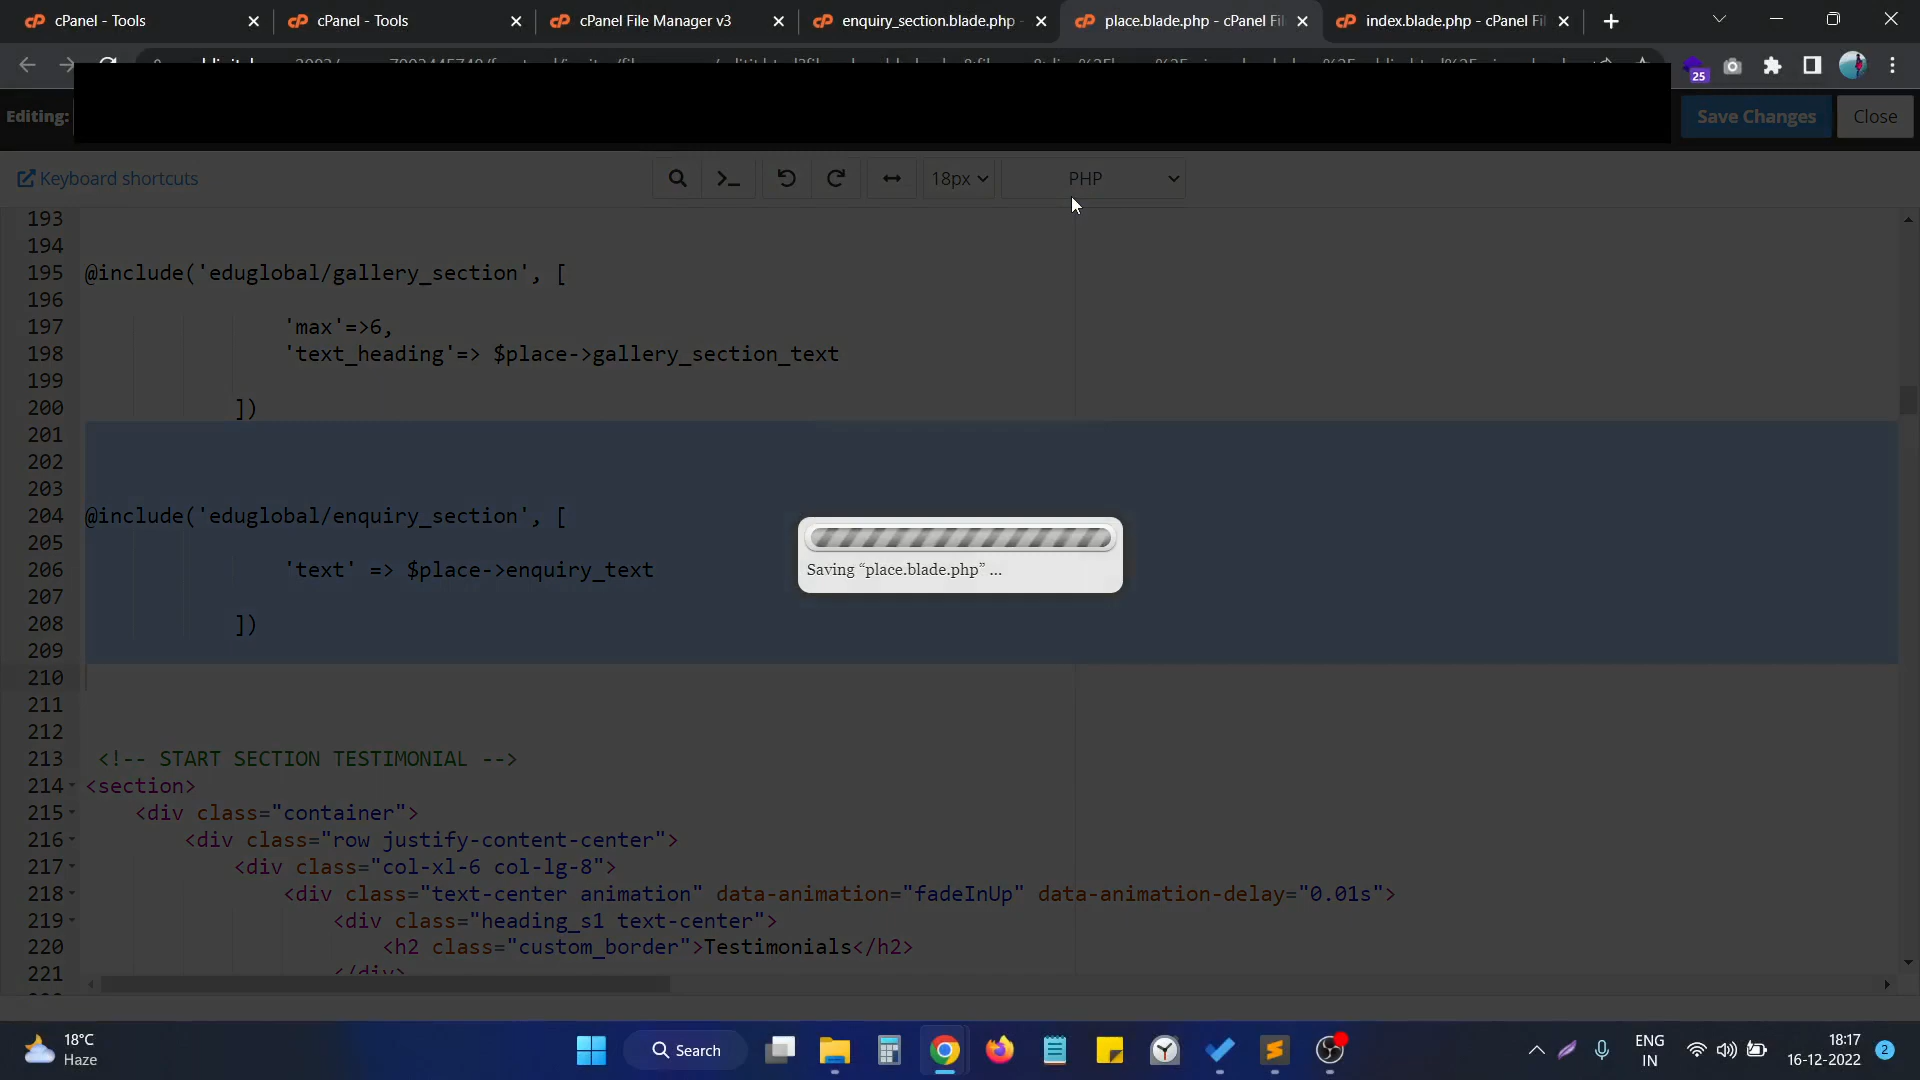 cPanel - Tools
cPanel - Tools
cPanel File Manager v3
enquiry_section.blade.php -
place.blade.php - cPanel Fil
index.blade.php - cPanel Fil
25
Editing:
Save Changes
Close
Keyboard shortcuts
18px
PHP
193
194
195 @include('eduglobal/gallery_section', [
196
197 'max'=>6,
198 'text_heading'=> $place->gallery_section_text
199
200 ])
201
202
203
204 @include('eduglobal/enquiry_section', [
205
206 'text' => $place->enquiry_text
207
208 ])
209
210
211
212
213 <!-- START SECTION TESTIMONIAL -->
214 <section>
215 <div class="container">
216 <div class="row justify-content-center">
217 <div class="col-xl-6 col-lg-8">
218 <div class="text-center animation" data-animation="fadeInUp" data-animation-delay="0.01s">
219 <div class="heading_s1 text-center">
220 <h2 class="custom_border">Testimonials</h2>
221 </div>
Saving “place.blade.php” ...
18°C
Haze
Search
ENG
IN
18:17
16-12-2022
2